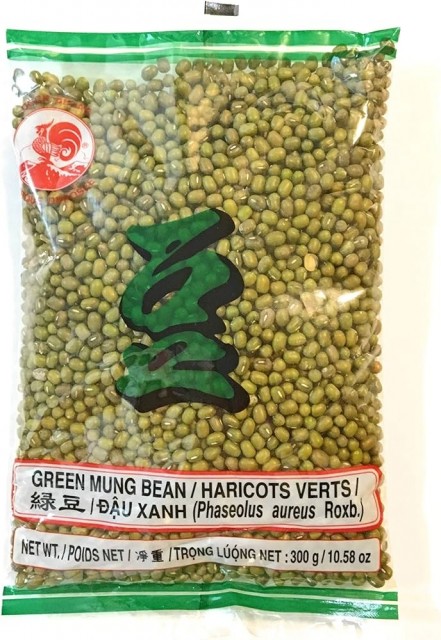 豆
GREEN MUNG BEAN / HARICOTS VERTS /
綠豆 / ĐẬU XANH (Phaseolus aureus Roxb.)
NET WT. / POIDS NET / 凈重 / TRỌNG LƯỢNG NET : 300 g / 10.58 oz